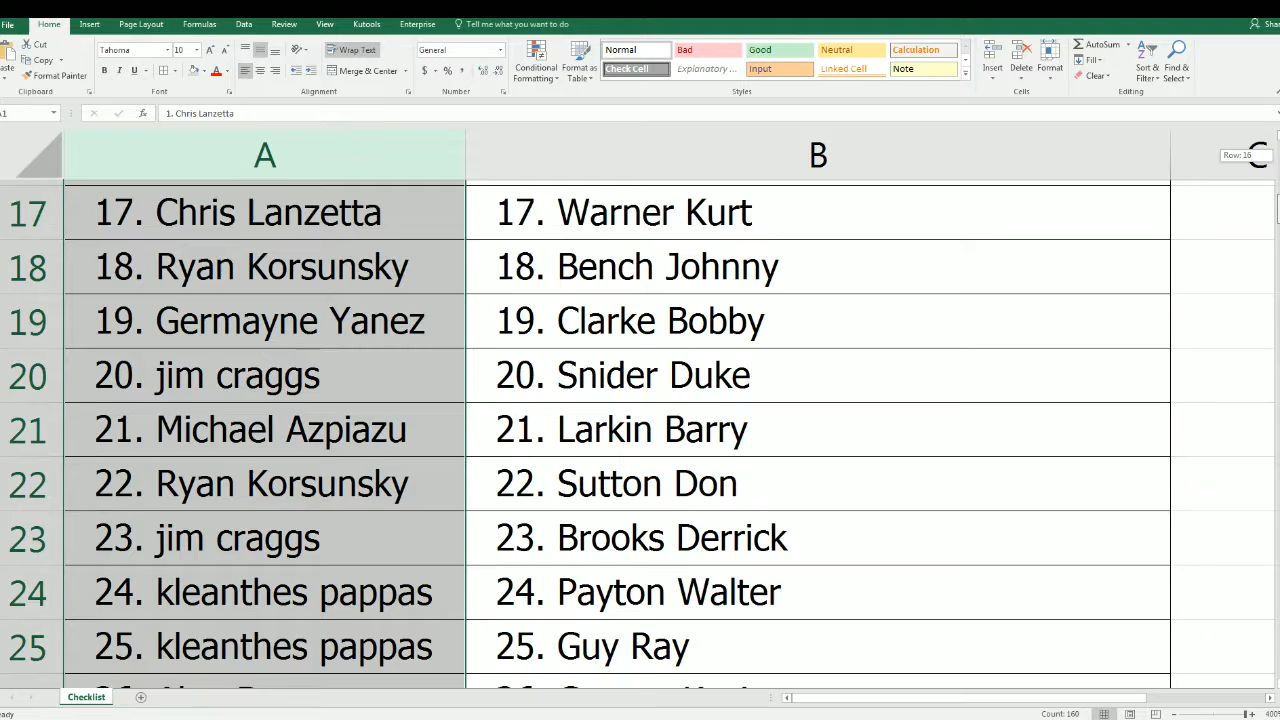 File Home Insert Page Layout Formulas Data Review View Kutools Enterprise Tell me what you want to do
Cut Tahoma 10 Wrap Text General Normal Bad Good Neutral Calculation AutoSum
Copy Fill
Format Painter B I U Center $ % , Conditional Formatting Format as Table Check Cell Explanatory ... Input Linked Cell Note Insert Delete Format Clear Sort & Filter Find & Select
Clipboard Font Alignment Number Styles Cells Editing
A1 fx 1. Chris Lanzetta
A B C Row: 16
17 17. Chris Lanzetta 17. Warner Kurt
18 18. Ryan Korsunsky 18. Bench Johnny
19 19. Germayne Yanez 19. Clarke Bobby
20 20. jim craggs 20. Snider Duke
21 21. Michael Azpiazu 21. Larkin Barry
22 22. Ryan Korsunsky 22. Sutton Don
23 23. jim craggs 23. Brooks Derrick
24 24. kleanthes pappas 24. Payton Walter
25 25. kleanthes pappas 25. Guy Ray
Checklist
Count: 160